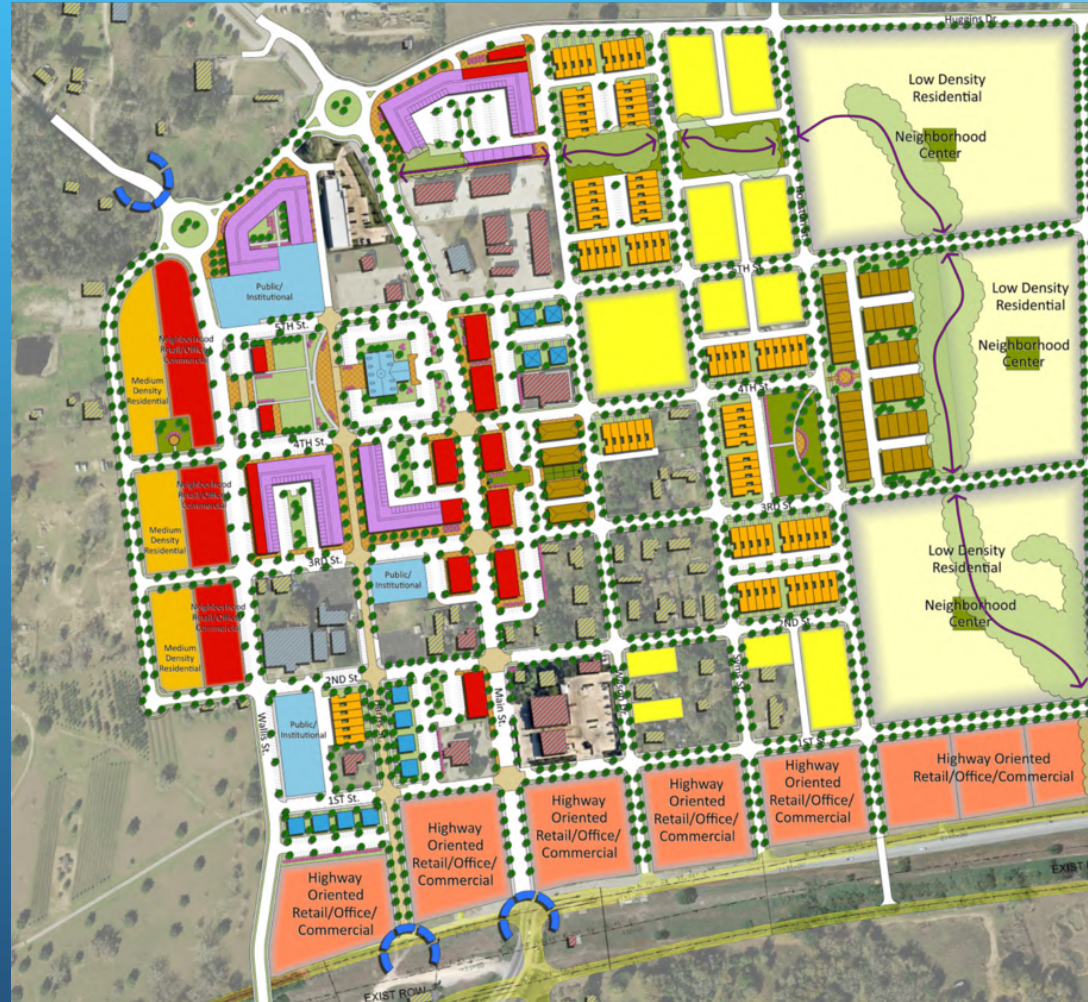 Huggins Dr.
Low Density
Residential
Neighborhood
Center
Public/
Institutional
5TH St.
5TH St.
Low Density
Residential
Neighborhood
Center
Neighborhood
Retail/Office/
Commercial
Medium
Density
Residential
4TH St.
4TH St.
Neighborhood
Retail/Office/
Commercial
Medium
Density
Residential
3RD St.
3RD St.
Public/
Institutional
Low Density
Residential
Neighborhood
Center
Neighborhood
Retail/Office/
Commercial
Medium
Density
Residential
2ND St.
2ND St.
Wallis St.
Public/
Institutional
Main St.
1ST St.
1ST St.
Highway
Oriented
Retail/Office/
Commercial
Highway
Oriented
Retail/Office/
Commercial
Highway
Oriented
Retail/Office/
Commercial
Highway
Oriented
Retail/Office/
Commercial
Highway
Oriented
Retail/Office/
Commercial
Highway Oriented
Retail/Office/Commercial
EXIST ROW
EXIST